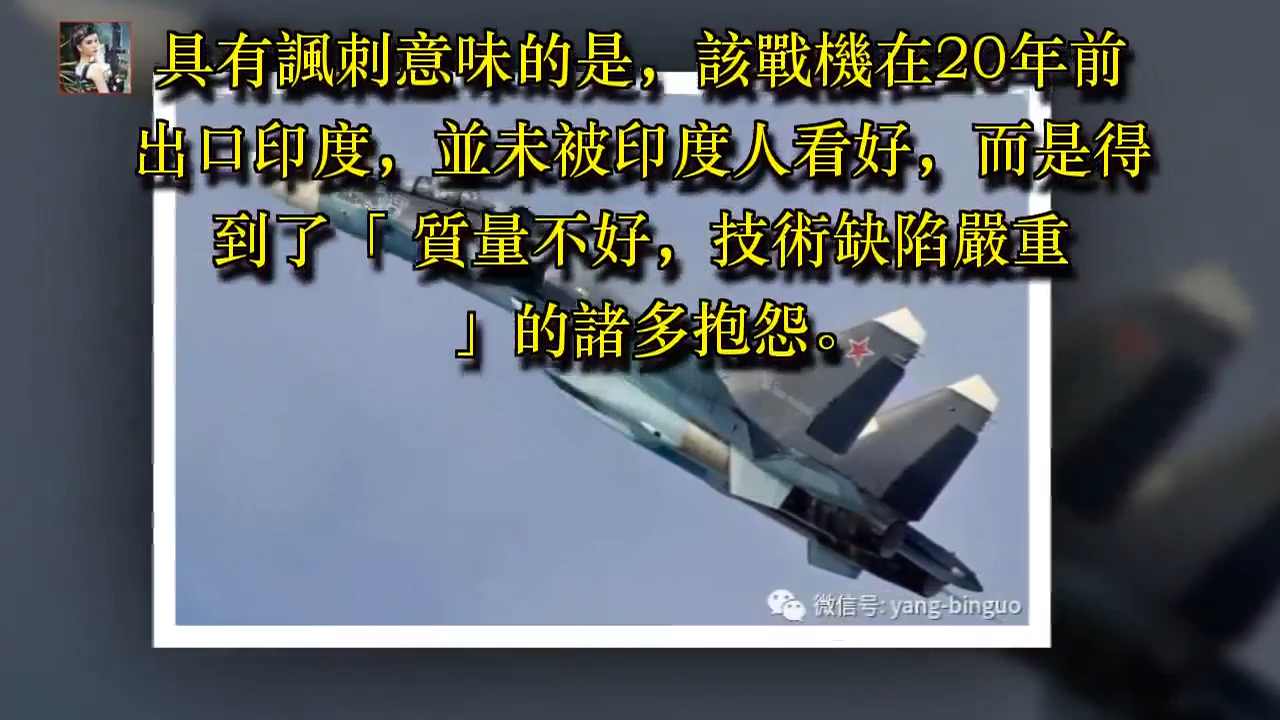 具有諷刺意味的是，該戰機在20年前
出口印度，並未被印度人看好，而是得
到了「 質量不好，技術缺陷嚴重
」的諸多抱怨。
微信号: yang-binguo